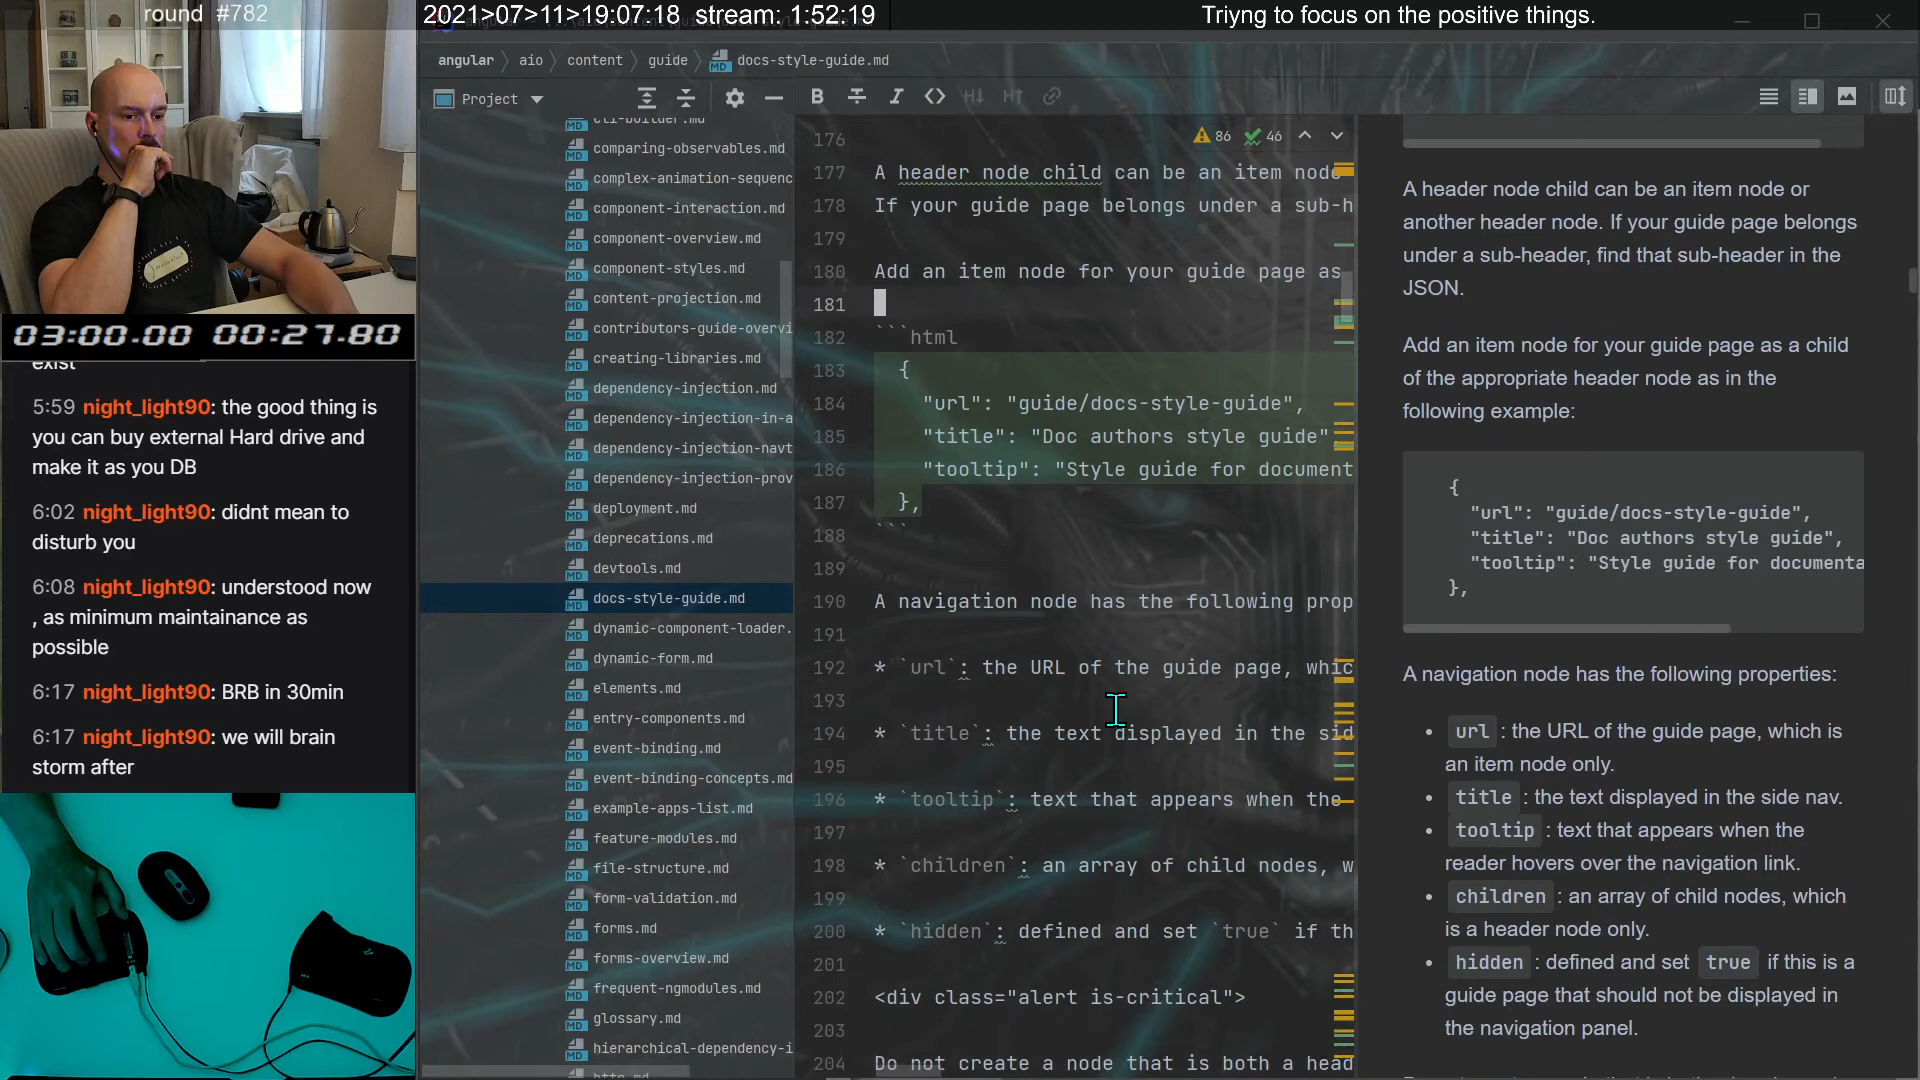 round #782
2021>07>11>19:07:18 stream: 1:52:19
Triyng to focus on the positive things.
angular
aio
content
guide
docs-style-guide.md
Project
cli-builder.md
comparing-observables.md
complex-animation-sequenc
component-interaction.md
component-overview.md
component-styles.md
content-projection.md
contributors-guide-overvi
creating-libraries.md
dependency-injection.md
dependency-injection-in-a
dependency-injection-navt
dependency-injection-prov
deployment.md
deprecations.md
devtools.md
docs-style-guide.md
dynamic-component-loader.
dynamic-form.md
elements.md
entry-components.md
event-binding.md
event-binding-concepts.md
example-apps-list.md
feature-modules.md
file-structure.md
form-validation.md
forms.md
forms-overview.md
frequent-ngmodules.md
glossary.md
hierarchical-dependency-i
http.md
86
46
176
177 A header node child can be an item node
178 If your guide page belongs under a sub-h
179
180 Add an item node for your guide page as
181
182 ```html
183 {
184 "url": "guide/docs-style-guide",
185 "title": "Doc authors style guide",
186 "tooltip": "Style guide for document
187 },
188 ```
189
190 A navigation node has the following prop
191
192 * `url`: the URL of the guide page, whic
193
194 * `title`: the text displayed in the sid
195
196 * `tooltip`: text that appears when the
197
198 * `children`: an array of child nodes, w
199
200 * `hidden`: defined and set `true` if th
201
202 <div class="alert is-critical">
203
204 Do not create a node that is both a head
A header node child can be an item node or
another header node. If your guide page belongs
under a sub-header, find that sub-header in the
JSON.
Add an item node for your guide page as a child
of the appropriate header node as in the
following example:
{
"url": "guide/docs-style-guide",
"title": "Doc authors style guide",
"tooltip": "Style guide for documenta
},
A navigation node has the following properties:
• url : the URL of the guide page, which is
an item node only.
• title : the text displayed in the side nav.
• tooltip : text that appears when the
reader hovers over the navigation link.
• children : an array of child nodes, which
is a header node only.
• hidden : defined and set true if this is a
guide page that should not be displayed in
the navigation panel.
03:00.00 00:27.80
exist
5:59 night_light90: the good thing is
you can buy external Hard drive and
make it as you DB
6:02 night_light90: didnt mean to
disturb you
6:08 night_light90: understood now
, as minimum maintainance as
possible
6:17 night_light90: BRB in 30min
6:17 night_light90: we will brain
storm after